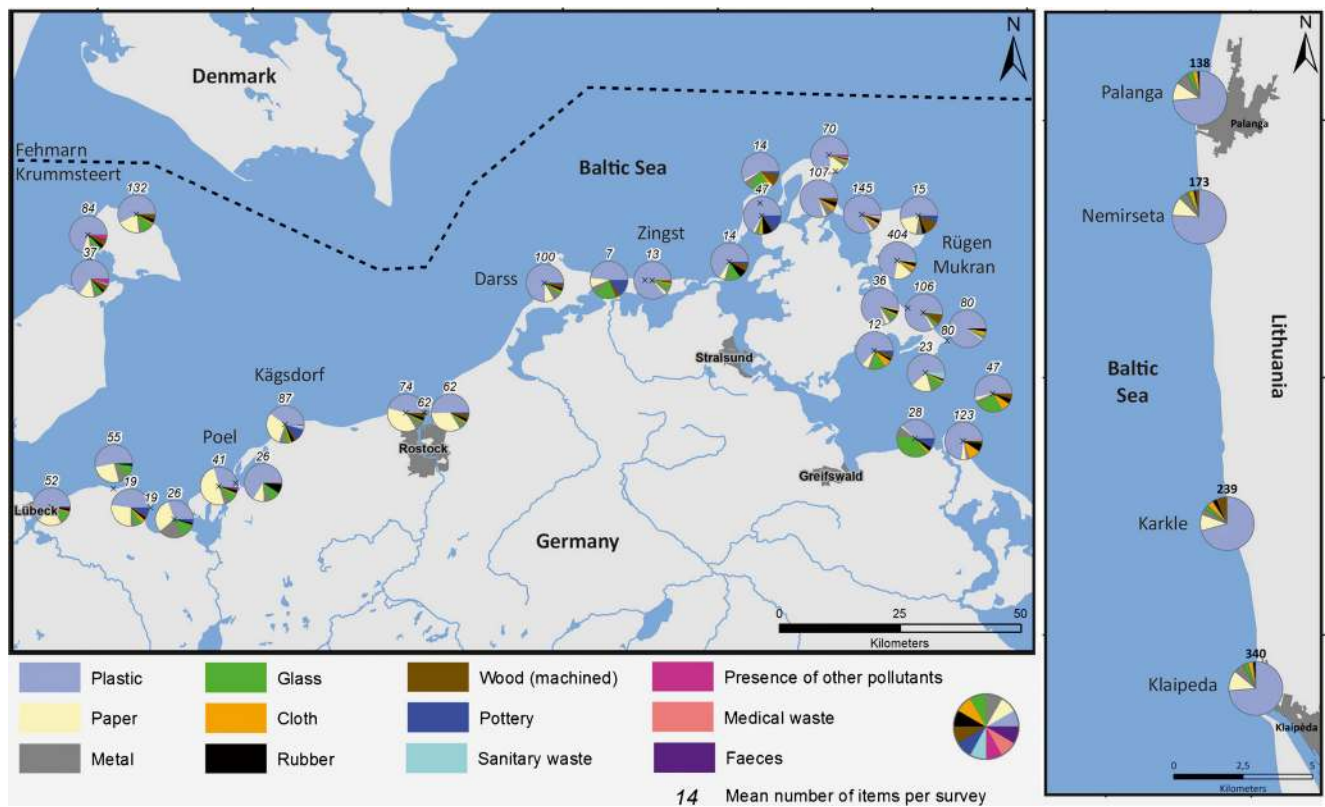 N
Denmark
Fehmarn
Krummsteert
Baltic Sea
132
84
37
14
70
107
47
145
15
Zingst
14
404
Rügen
Mukran
Darss
100
7
13
36
106
80
80
12
23
Stralsund
47
Kägsdorf
87
74
62
62
28
123
Rostock
Greifswald
Poel
55
41
26
52
19
19
26
Lübeck
Germany
0 25 50
Kilometers
Plastic
Glass
Wood (machined)
Presence of other pollutants
Paper
Cloth
Pottery
Medical waste
Metal
Rubber
Sanitary waste
Faeces
14 Mean number of items per survey
N
138
Palanga
Palanga
173
Nemirseta
Lithuania
Baltic
Sea
239
Karkle
340
Klaipeda
Klaipėda
0 2,5 5
Kilometers